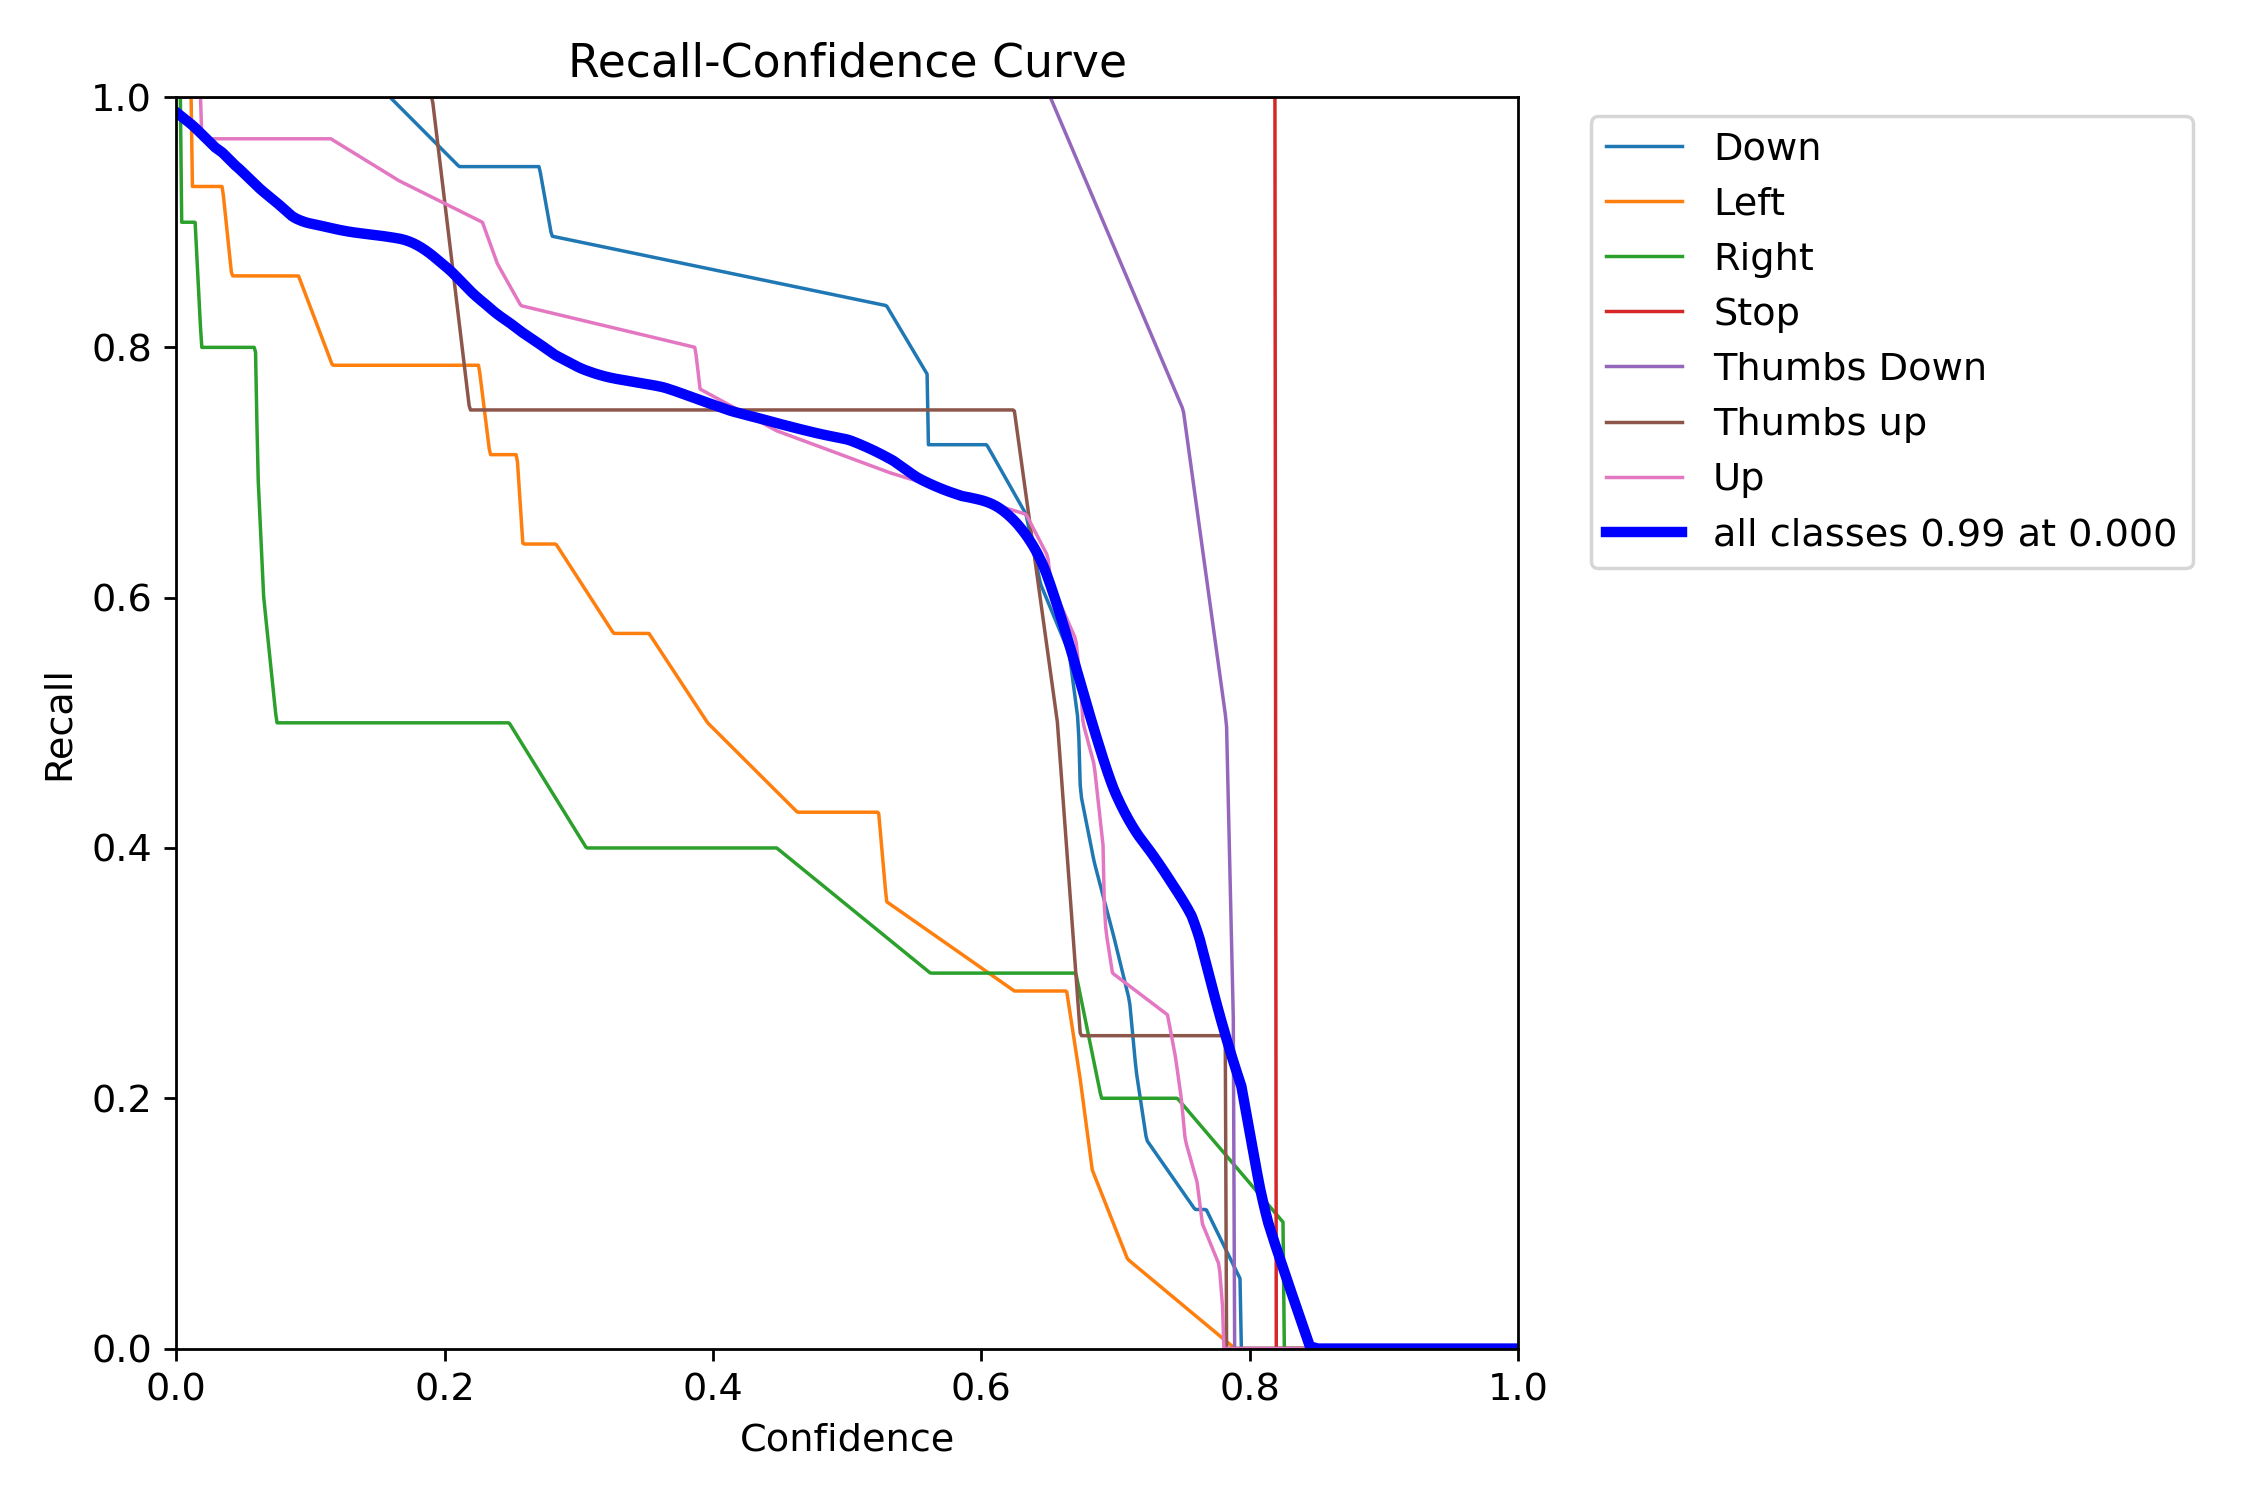 Recall-Confidence Curve
1.0
0.8
0.6
0.4
0.2
0.0
Recall
0.0 0.2 0.4 0.6 0.8 1.0
Confidence
Down
Left
Right
Stop
Thumbs Down
Thumbs up
Up
all classes 0.99 at 0.000